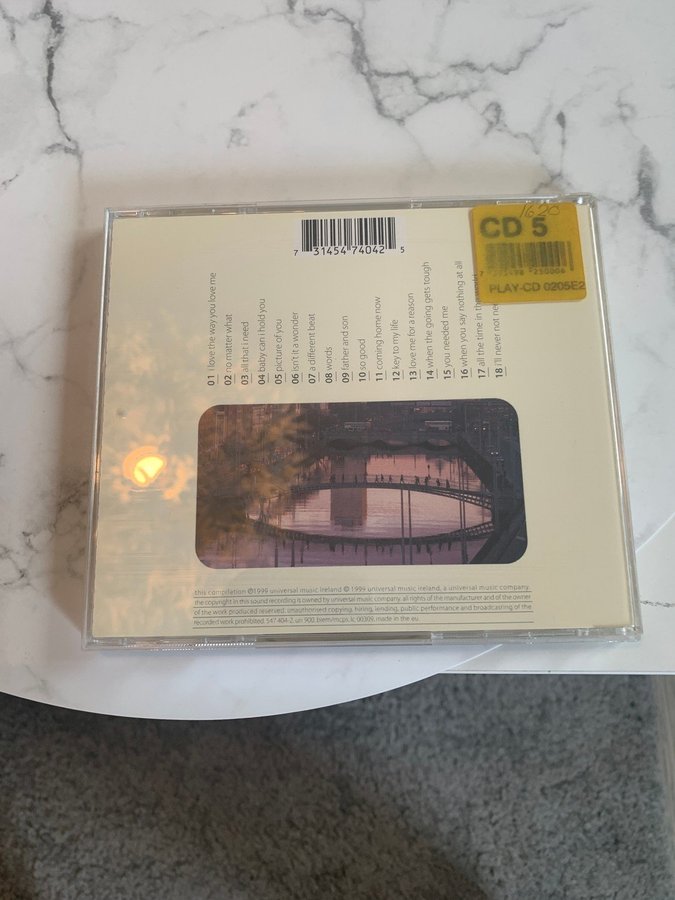 1620
CD 5
PLAY-CD 0205E2
7 31454 74042 5
01 i love the way you love me
02 no matter what
03 all that i need
04 baby can i hold you
05 picture of you
06 isn't it a wonder
07 a different beat
08 words
09 father and son
10 so good
11 coming home now
12 key to my life
13 love me for a reason
14 when the going gets tough
15 you needed me
16 when you say nothing at all
17 all the time in the
18 i'll never not
this compilation ℗1999 universal music ireland © 1999 universal music ireland, a universal music company.
the copyright in this sound recording is owned by universal music company. all rights of the manufacturer and of the owner
of the work produced reserved. unauthorised copying, hiring, lending, public performance and broadcasting of the
recorded work prohibited. 547 404-2. un 900. biem/mcps. lc 00309. made in the eu.